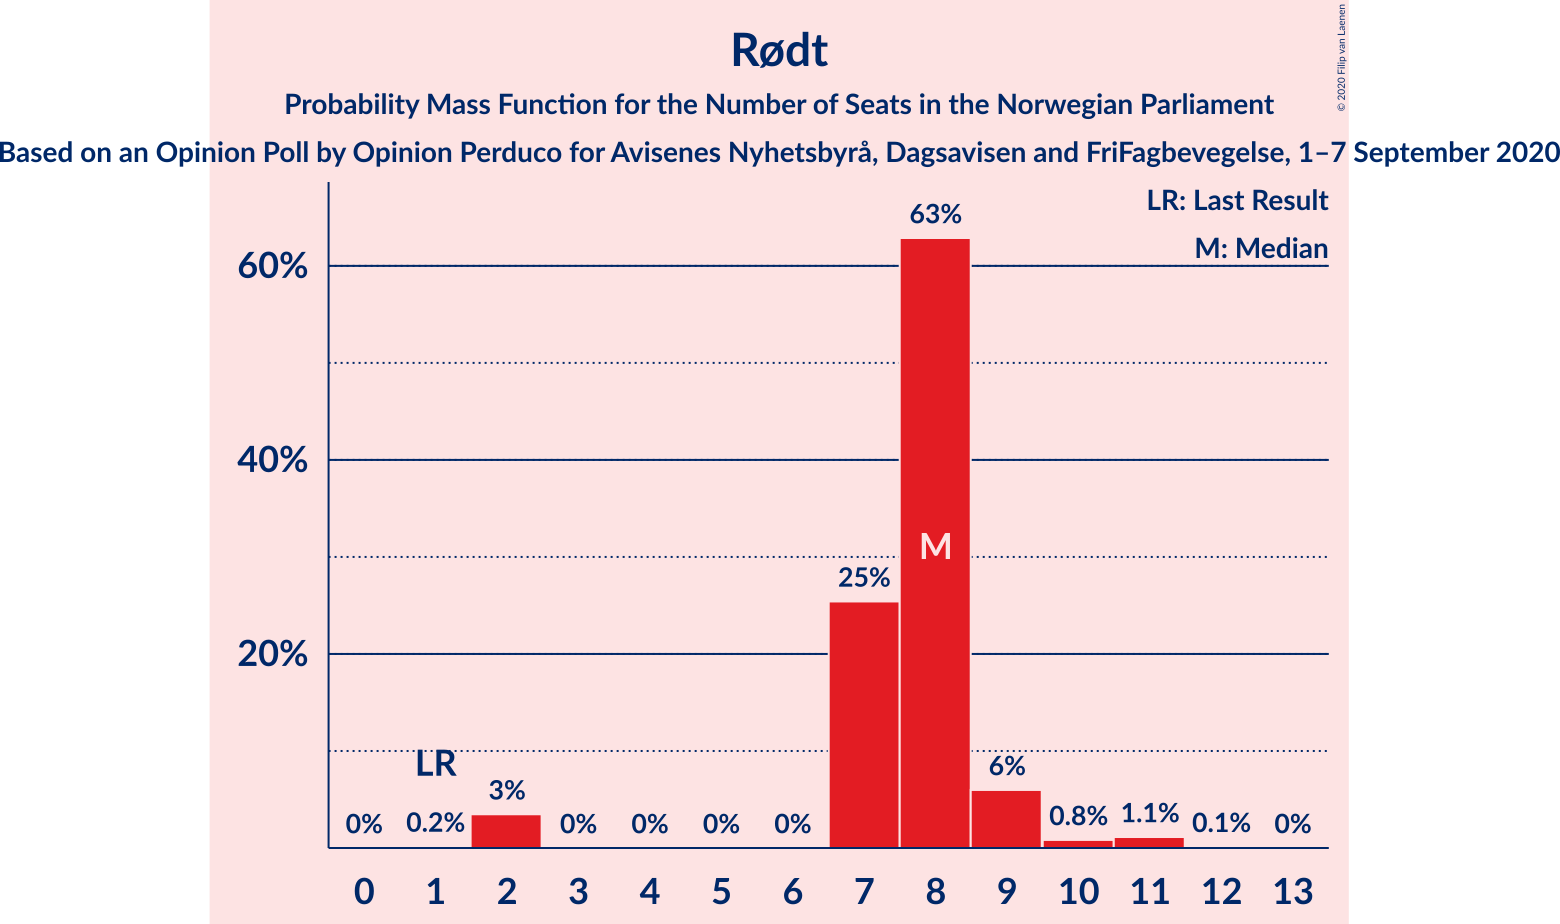 Rødt
Probability Mass Function for the Number of Seats in the Norwegian Parliament
Based on an Opinion Poll by Opinion Perduco for Avisenes Nyhetsbyrå, Dagsavisen and FriFagbevegelse, 1–7 September 2020
© 2020 Filip van Laenen
LR: Last Result
M: Median
60%
40%
20%
0%
LR
0.2%
3%
0%
0%
0%
0%
25%
63%
M
6%
0.8%
1.1%
0.1%
0%
0 1 2 3 4 5 6 7 8 9 10 11 12 13